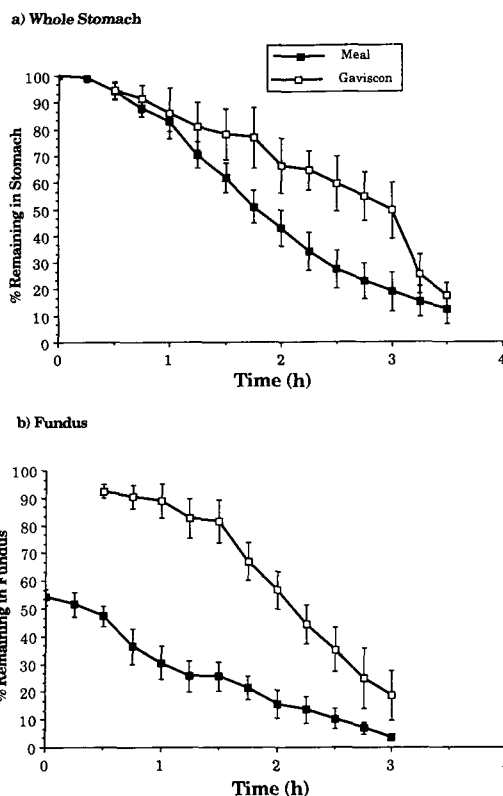 a) Whole Stomach
Meal
Gaviscon
100
90
80
70
60
50
40
30
20
10
0
% Remaining in Stomach
0 1 2 3 4
Time (h)
b) Fundus
100
90
80
70
60
50
40
30
20
10
0
% Remaining in Fundus
0 1 2 3
Time (h)